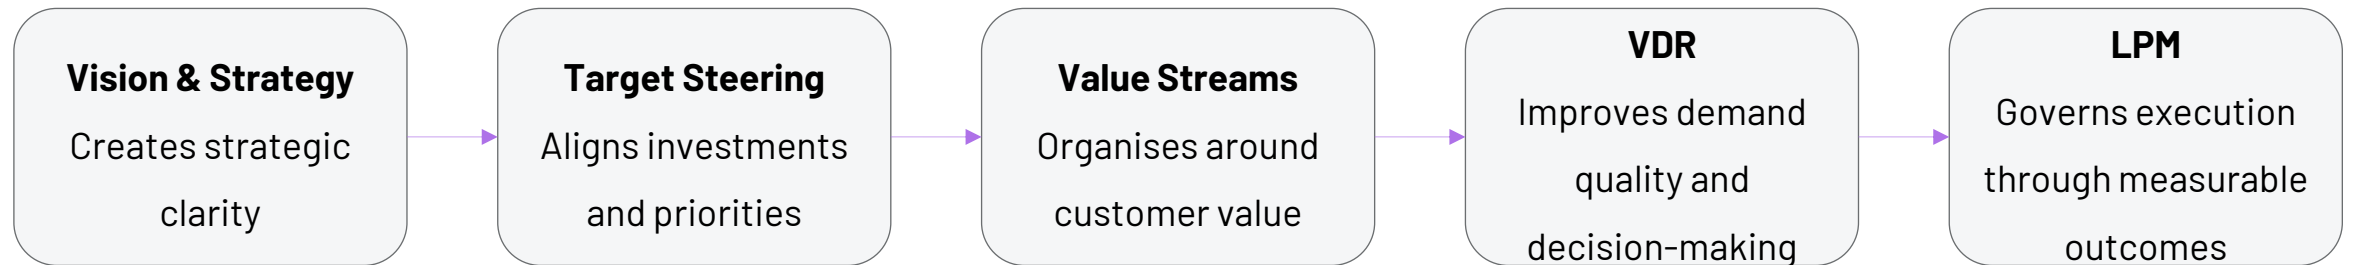 Vision & Strategy
Creates strategic
clarity
Target Steering
Aligns investments
and priorities
Value Streams
Organises around
customer value
VDR
Improves demand
quality and
decision-making
LPM
Governs execution
through measurable
outcomes